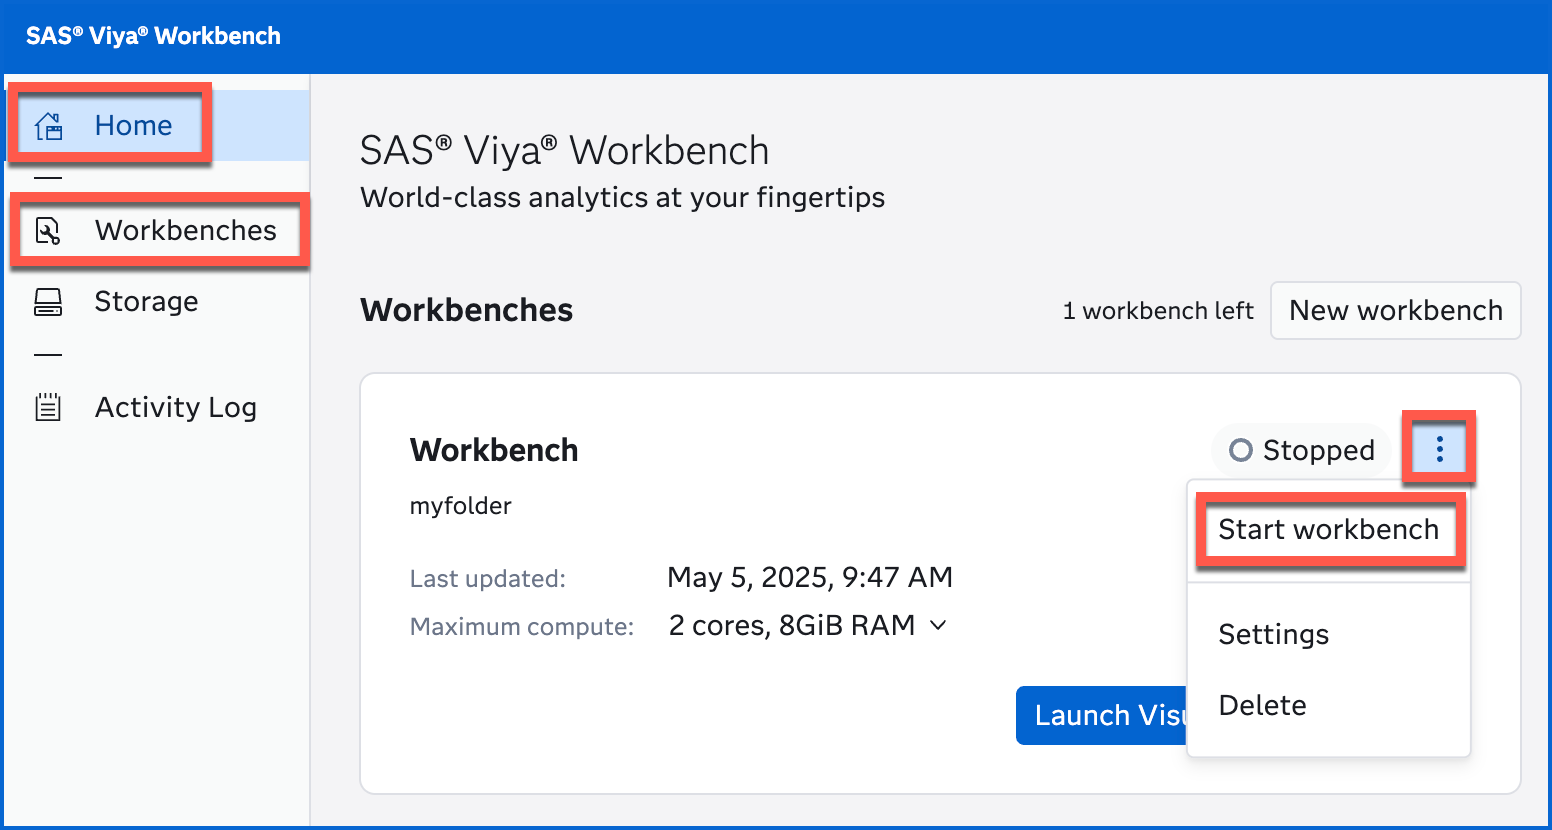 SAS® Viya® Workbench
Home
Workbenches
Storage
Activity Log
SAS® Viya® Workbench
World-class analytics at your fingertips
Workbenches
1 workbench left
New workbench
Workbench
Stopped
myfolder
Start workbench
Last updated: May 5, 2025, 9:47 AM
Maximum compute: 2 cores, 8GiB RAM
Settings
Delete
Launch